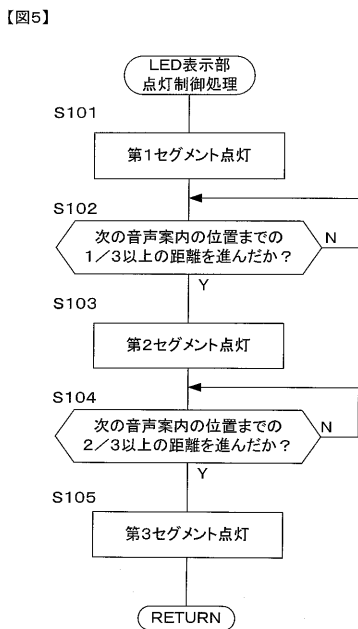 【図5】
LED表示部
点灯制御処理
S101
第1セグメント点灯
S102
次の音声案内の位置までの
1／3以上の距離を進んだか？
N
Y
S103
第2セグメント点灯
S104
次の音声案内の位置までの
2／3以上の距離を進んだか？
N
Y
S105
第3セグメント点灯
RETURN